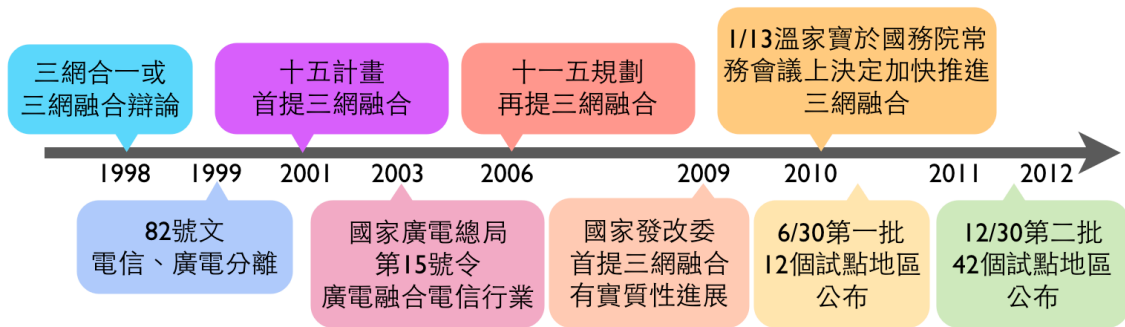 三網合一或
三網融合辯論
十五計畫
首提三網融合
十一五規劃
再提三網融合
1/13溫家寶於國務院常
務會議上決定加快推進
三網融合
1998
1999
2001
2003
2006
2009
2010
2011
2012
82號文
電信、廣電分離
國家廣電總局
第15號令
廣電融合電信行業
國家發改委
首提三網融合
有實質性進展
6/30第一批
12個試點地區
公布
12/30第二批
42個試點地區
公布